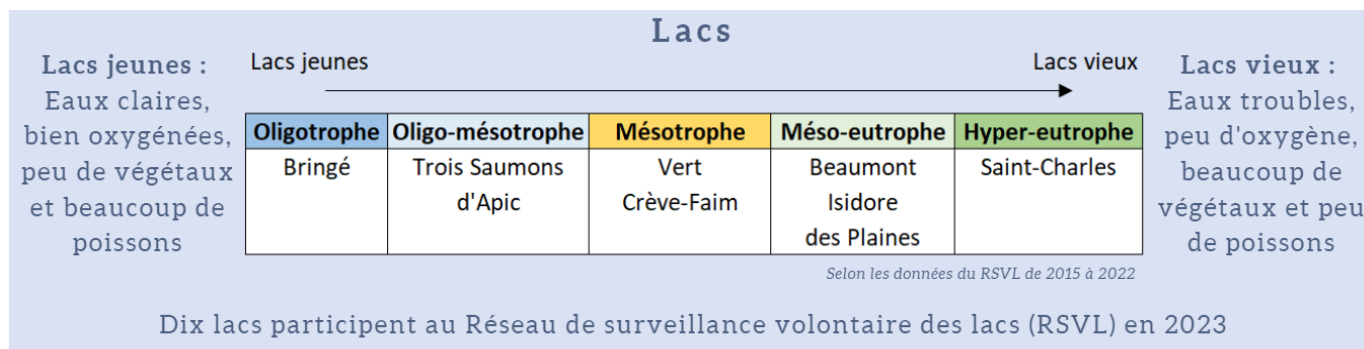 Lacs
Lacs jeunes :
Eaux claires,
bien oxygénées,
peu de végétaux
et beaucoup de
poissons
Lacs jeunes
Lacs vieux
Oligotrophe Oligo-mésotrophe Mésotrophe Méso-eutrophe Hyper-eutrophe
Bringé Trois Saumons Vert Beaumont Saint-Charles
d'Apic Crève-Faim Isidore
des Plaines
Selon les données du RSVL de 2015 à 2022
Lacs vieux :
Eaux troubles,
peu d'oxygène,
beaucoup de
végétaux et peu
de poissons
Dix lacs participent au Réseau de surveillance volontaire des lacs (RSVL) en 2023